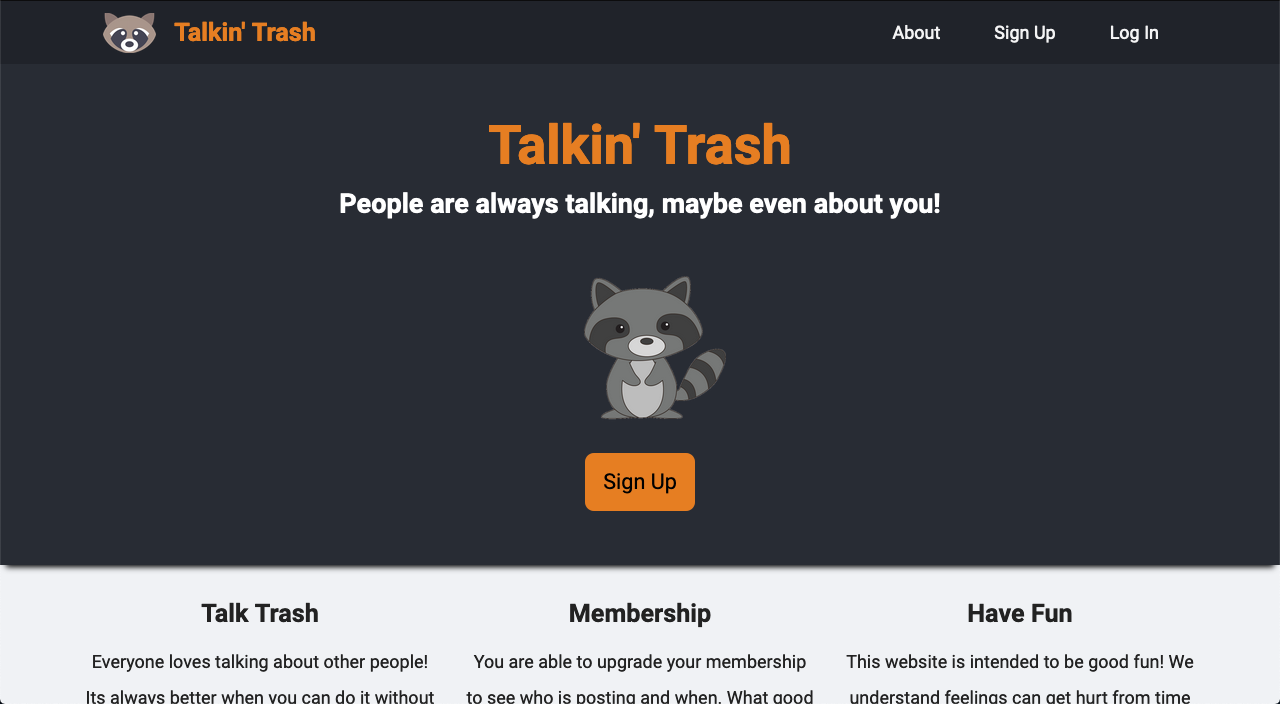 Talkin' Trash
About
Sign Up
Log In
Talkin' Trash
People are always talking, maybe even about you!
Sign Up
Talk Trash
Everyone loves talking about other people!
Its always better when you can do it without
Membership
You are able to upgrade your membership
to see who is posting and when. What good
Have Fun
This website is intended to be good fun! We
understand feelings can get hurt from time